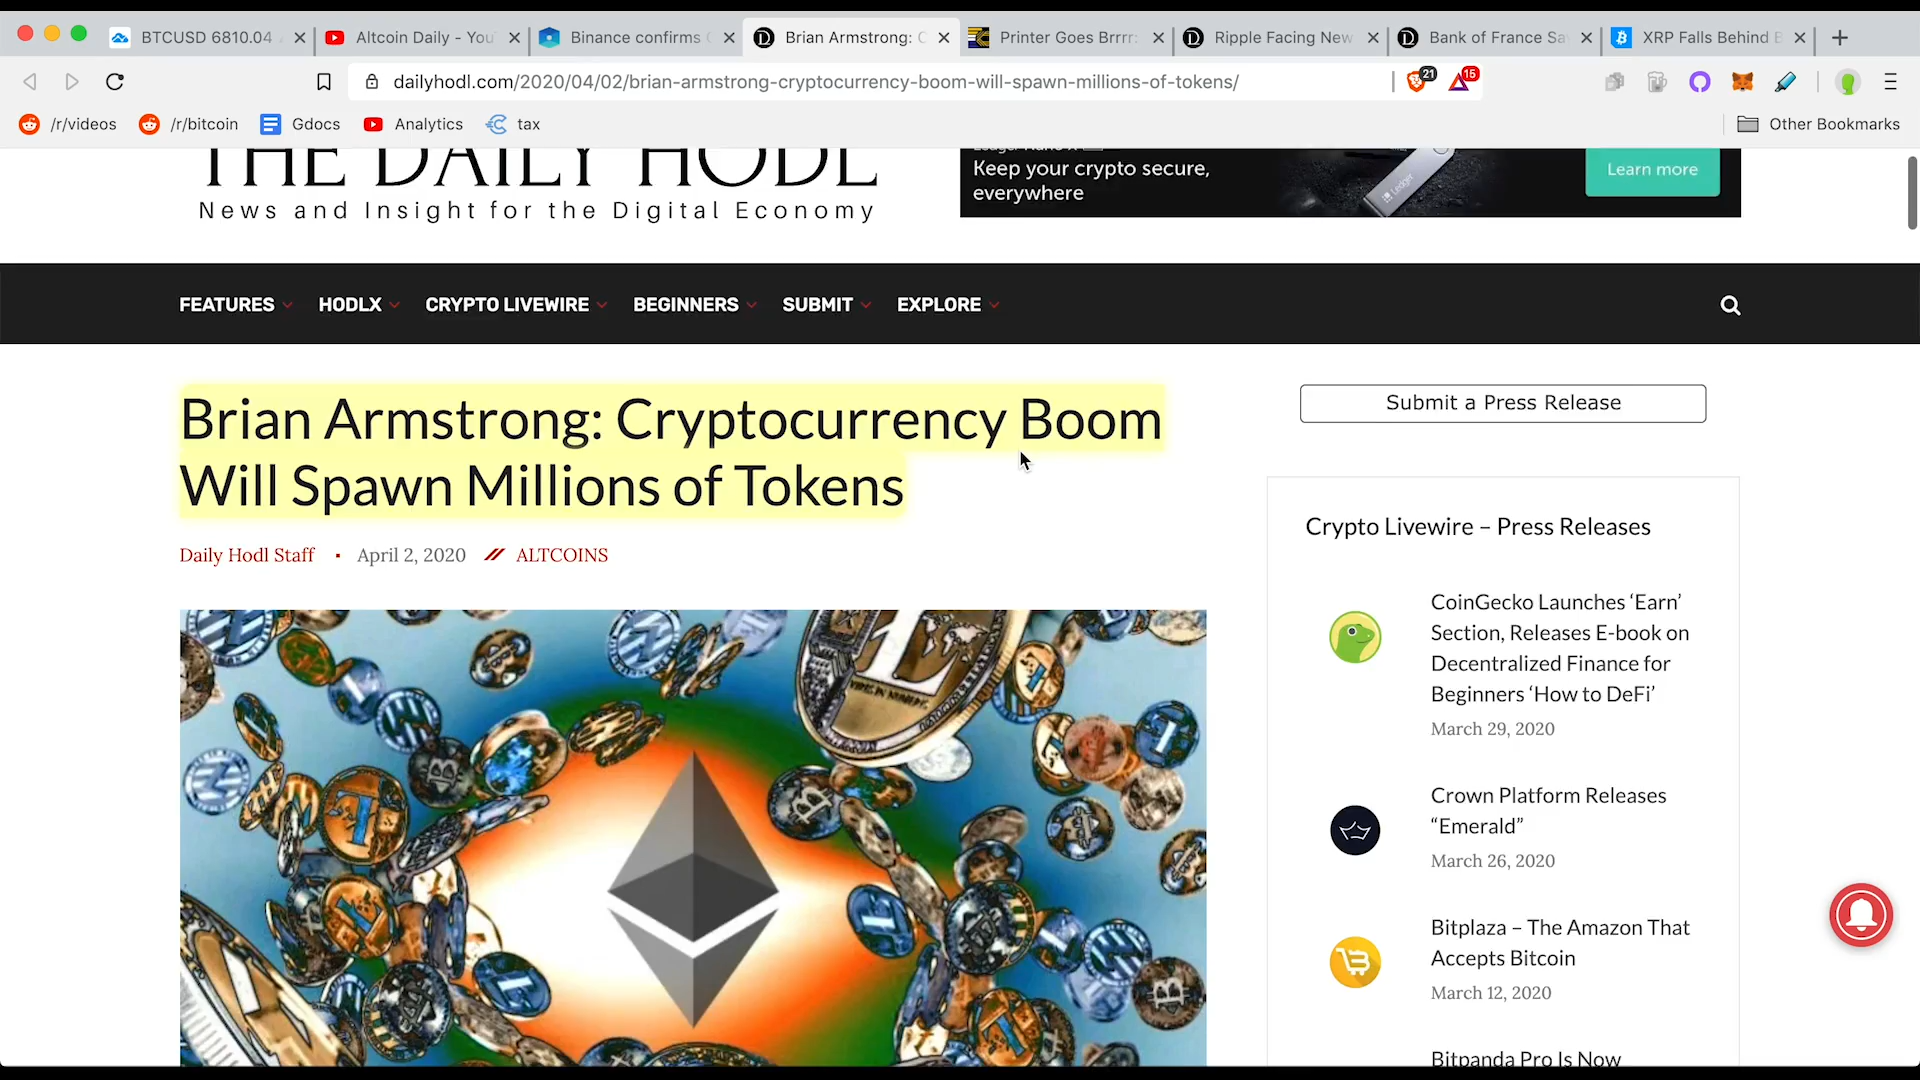 BTCUSD 6810.04
Altcoin Daily - You
Binance confirms
Brian Armstrong: C
Printer Goes Brrrr:
Ripple Facing New
Bank of France Sa
XRP Falls Behind B
dailyhodl.com/2020/04/02/brian-armstrong-cryptocurrency-boom-will-spawn-millions-of-tokens/
21
15
/r/videos
/r/bitcoin
Gdocs
Analytics
tax
Other Bookmarks
THE DAILY HODL
News and Insight for the Digital Economy
Keep your crypto secure,
everywhere
Ledger
Learn more
FEATURES
HODLX
CRYPTO LIVEWIRE
BEGINNERS
SUBMIT
EXPLORE
Brian Armstrong: Cryptocurrency Boom
Will Spawn Millions of Tokens
Daily Hodl Staff
April 2, 2020
ALTCOINS
Submit a Press Release
Crypto Livewire – Press Releases
CoinGecko Launches ‘Earn’
Section, Releases E-book on
Decentralized Finance for
Beginners ‘How to DeFi’
March 29, 2020
Crown Platform Releases
“Emerald”
March 26, 2020
Bitplaza – The Amazon That
Accepts Bitcoin
March 12, 2020
Bitpanda Pro Is Now